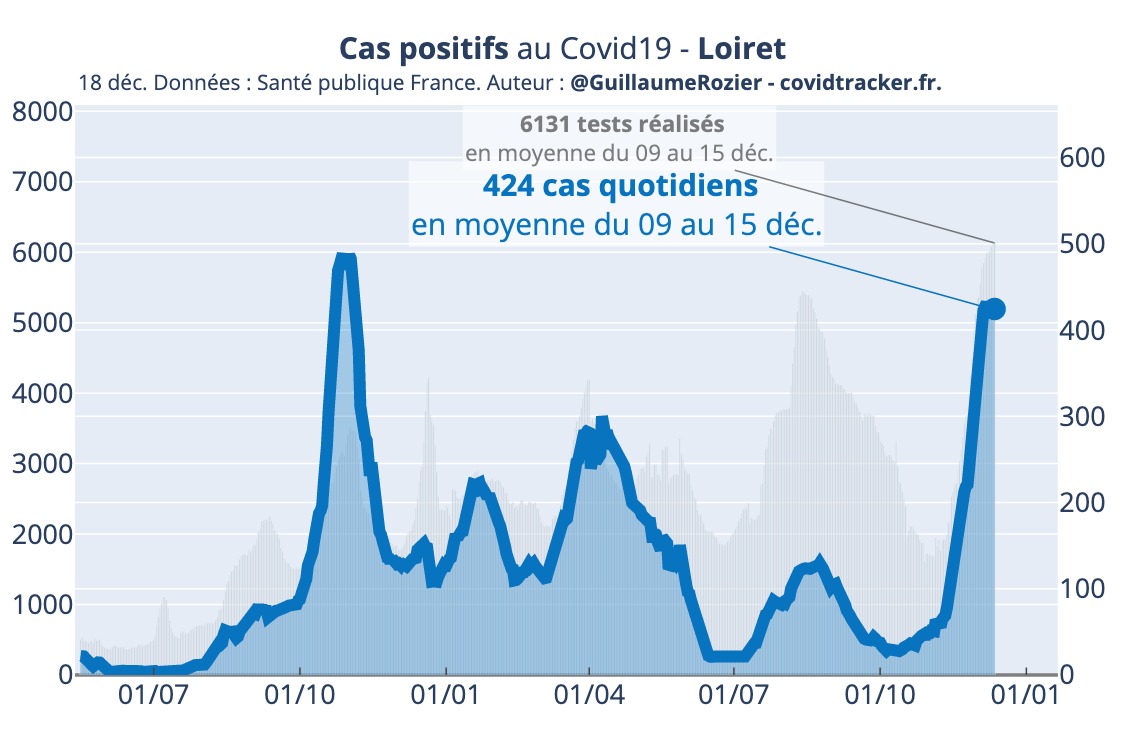 Cas positifs au Covid19 - Loiret
18 déc. Données : Santé publique France. Auteur : @GuillaumeRozier - covidtracker.fr.
8000
7000
6000
5000
4000
3000
2000
1000
0
6131 tests réalisés
en moyenne du 09 au 15 déc.
424 cas quotidiens
en moyenne du 09 au 15 déc.
600
500
400
300
200
100
0
01/07 01/10 01/01 01/04 01/07 01/10 01/01